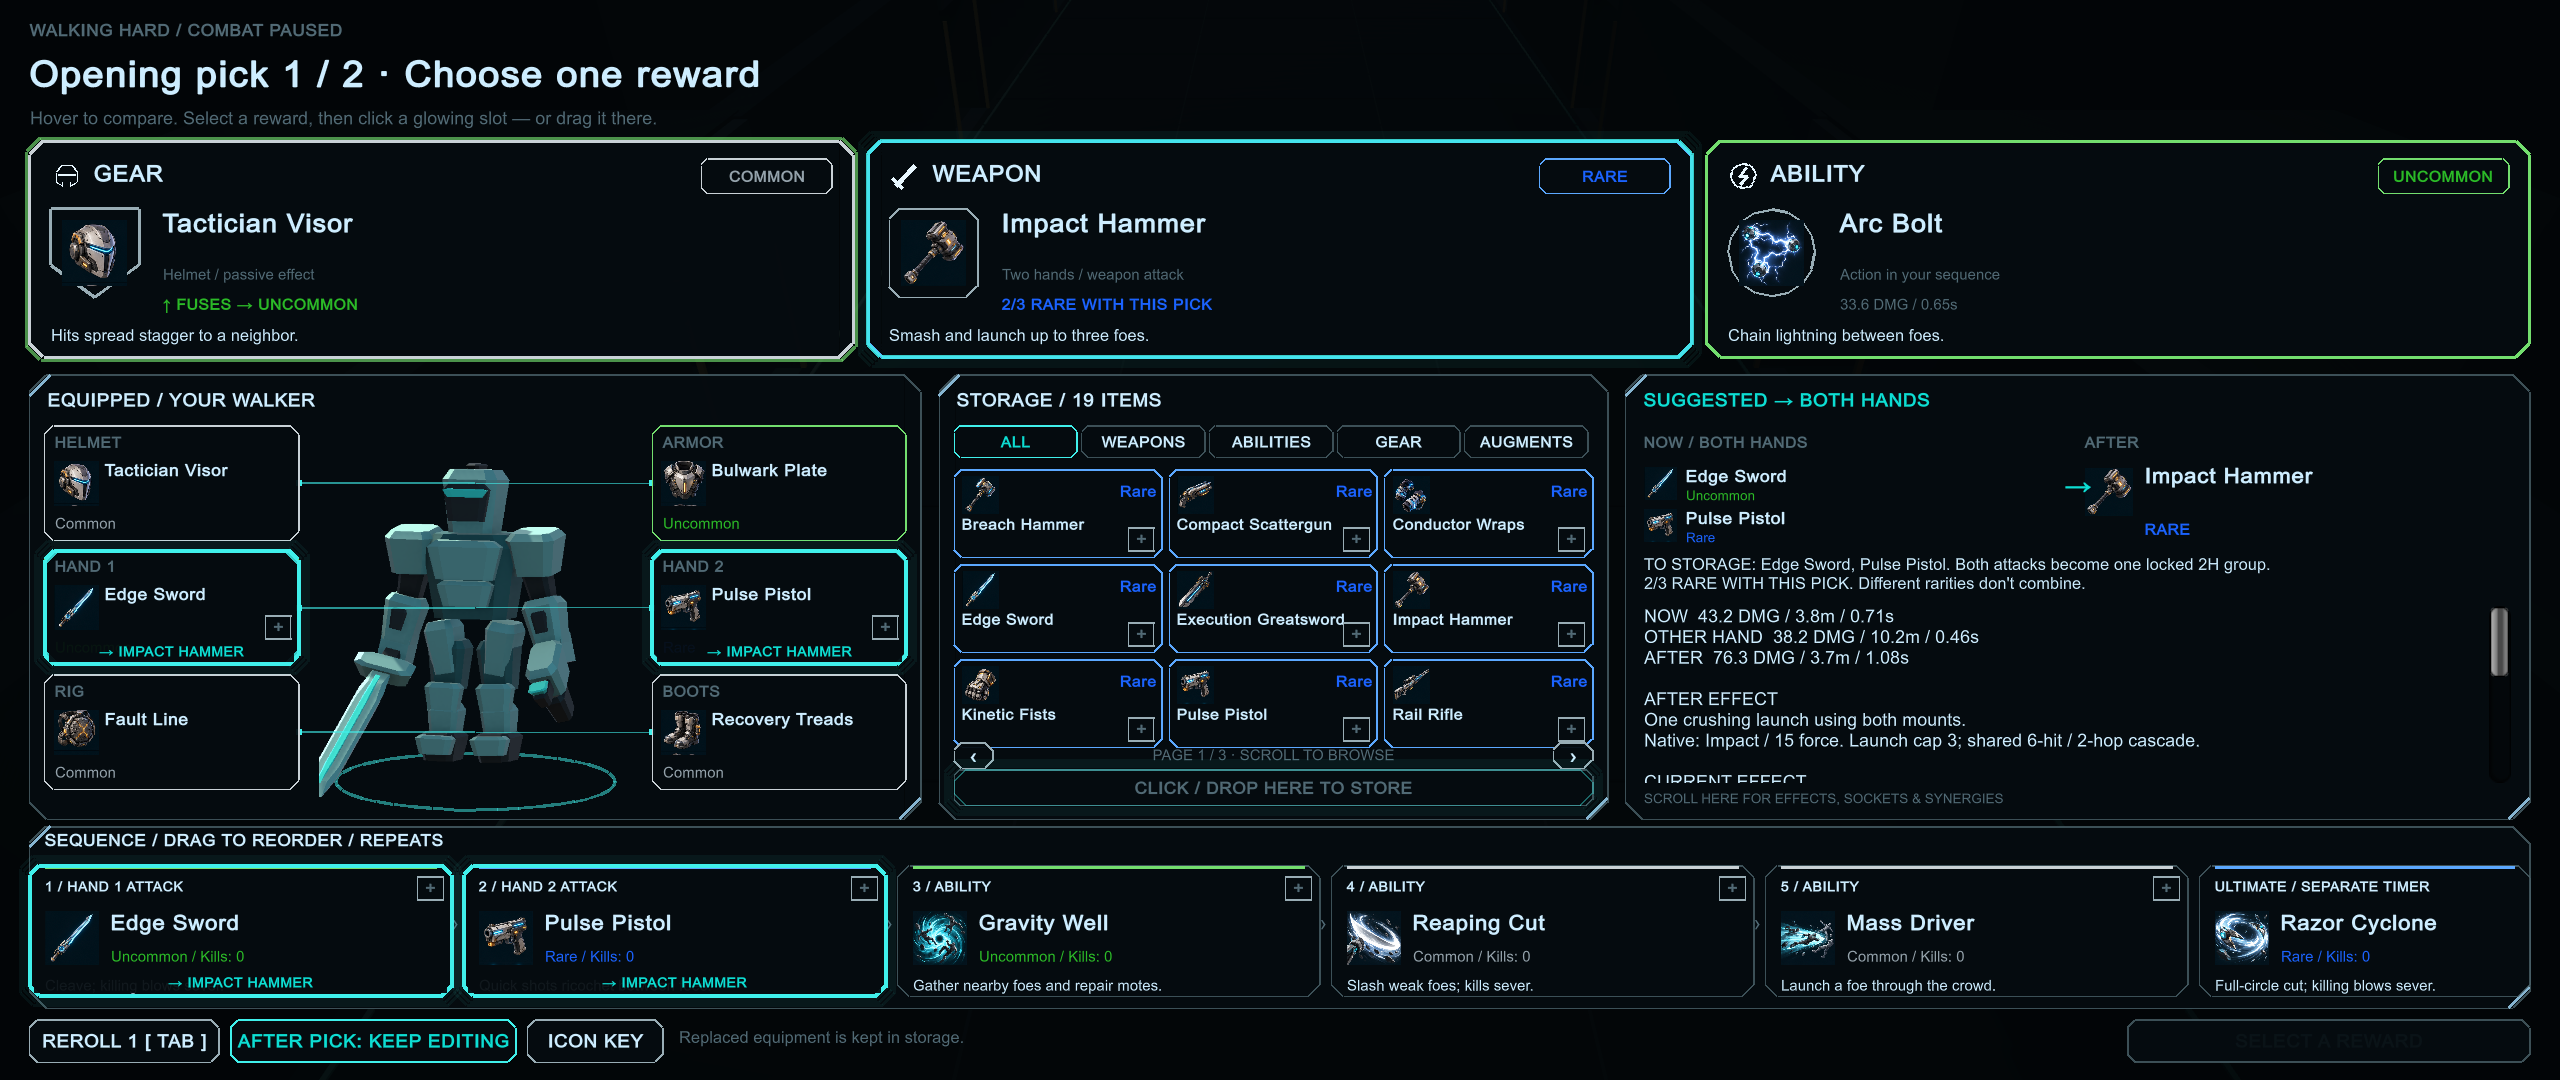 WALKING HARD / COMBAT PAUSED
Opening pick 1 / 2 · Choose one reward
Hover to compare. Select a reward, then click a glowing slot — or drag it there.
GEAR
COMMON
Tactician Visor
Helmet / passive effect
↑ FUSES → UNCOMMON
Hits spread stagger to a neighbor.
WEAPON
RARE
Impact Hammer
Two hands / weapon attack
2/3 RARE WITH THIS PICK
Smash and launch up to three foes.
ABILITY
UNCOMMON
Arc Bolt
Action in your sequence
33.6 DMG / 0.65s
Chain lightning between foes.
EQUIPPED / YOUR WALKER
HELMET
Tactician Visor
Common
ARMOR
Bulwark Plate
Uncommon
HAND 1
Edge Sword
+
→ IMPACT HAMMER
HAND 2
Pulse Pistol
+
→ IMPACT HAMMER
RIG
Fault Line
Common
BOOTS
Recovery Treads
Common
STORAGE / 19 ITEMS
ALL
WEAPONS
ABILITIES
GEAR
AUGMENTS
Rare
Breach Hammer
+
Rare
Compact Scattergun
+
Rare
Conductor Wraps
+
Rare
Edge Sword
+
Rare
Execution Greatsword
+
Rare
Impact Hammer
+
Rare
Kinetic Fists
+
Rare
Pulse Pistol
+
Rare
Rail Rifle
+
‹
PAGE 1 / 3 · SCROLL TO BROWSE
›
CLICK / DROP HERE TO STORE
SUGGESTED → BOTH HANDS
NOW / BOTH HANDS
AFTER
Edge Sword
Uncommon
Pulse Pistol
Rare
→
Impact Hammer
RARE
TO STORAGE: Edge Sword, Pulse Pistol. Both attacks become one locked 2H group.
2/3 RARE WITH THIS PICK. Different rarities don't combine.
NOW 43.2 DMG / 3.8m / 0.71s
OTHER HAND 38.2 DMG / 10.2m / 0.46s
AFTER 76.3 DMG / 3.7m / 1.08s
AFTER EFFECT
One crushing launch using both mounts.
Native: Impact / 15 force. Launch cap 3; shared 6-hit / 2-hop cascade.
CURRENT EFFECT
SCROLL HERE FOR EFFECTS, SOCKETS & SYNERGIES
SEQUENCE / DRAG TO REORDER / REPEATS
1 / HAND 1 ATTACK
+
Edge Sword
Uncommon / Kills: 0
→ IMPACT HAMMER
2 / HAND 2 ATTACK
+
Pulse Pistol
Rare / Kills: 0
→ IMPACT HAMMER
3 / ABILITY
+
Gravity Well
Uncommon / Kills: 0
Gather nearby foes and repair motes.
4 / ABILITY
+
Reaping Cut
Common / Kills: 0
Slash weak foes; kills sever.
5 / ABILITY
+
Mass Driver
Common / Kills: 0
Launch a foe through the crowd.
ULTIMATE / SEPARATE TIMER
Razor Cyclone
Rare / Kills: 0
Full-circle cut; killing blows sever.
REROLL 1 [ TAB ]
AFTER PICK: KEEP EDITING
ICON KEY
Replaced equipment is kept in storage.
SELECT A REWARD